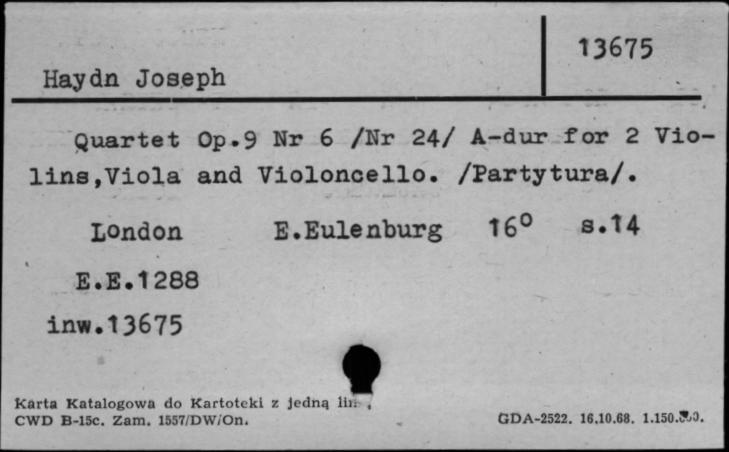 13675
Haydn Joseph
Quartet Op.9 Nr 6 /Nr 24/ A-dur for 2 Vio-
lins,Viola and Violoncello. /Partytura/.
London E.Eulenburg 16° s.14
E.E.1288
inw.13675
Karta Katalogowa do Kartoteki z jedną
CWD B-15c. Zam. 1557/DW/On. GDA-2522. 16.10.68.